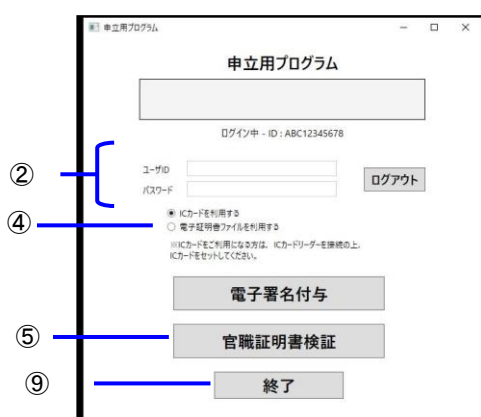 申立用プログラム
申立用プログラム
ログイン中 - ID : ABC12345678
②
ユーザID
パスワード
ログアウト
④
ICカードを利用する
電子証明書ファイルを利用する
※ICカードをご利用になる方は、ICカードリーダーを接続の上、
ICカードをセットしてください。
電子署名付与
⑤
官職証明書検証
⑨
終了